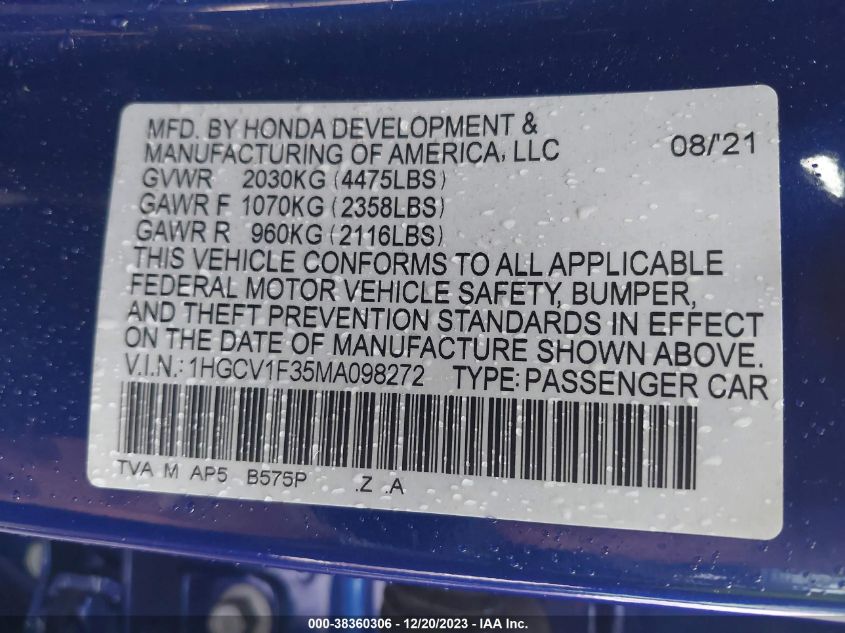 MFD. BY HONDA DEVELOPMENT &
MANUFACTURING OF AMERICA, LLC 08/'21
GVWR 2030KG (4475LBS)
GAWR F 1070KG (2358LBS)
GAWR R 960KG (2116LBS)
THIS VEHICLE CONFORMS TO ALL APPLICABLE
FEDERAL MOTOR VEHICLE SAFETY, BUMPER,
AND THEFT PREVENTION STANDARDS IN EFFECT
ON THE DATE OF MANUFACTURE SHOWN ABOVE.
V.I.N.: 1HGCV1F35MA098272 TYPE: PASSENGER CAR
TVA M AP5 B575P .Z .A
000-38360306 - 12/20/2023 - IAA Inc.